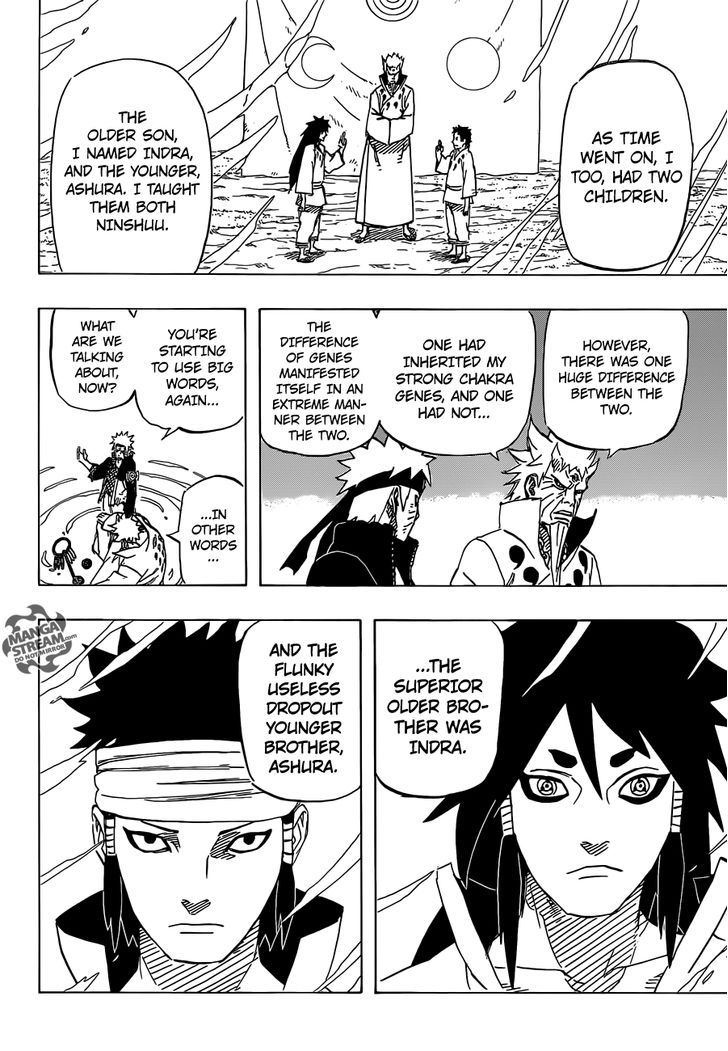 AS TIME
WENT ON, I
TOO, HAD TWO
CHILDREN.
THE
OLDER SON,
I NAMED INDRA,
AND THE YOUNGER,
ASHURA. I TAUGHT
THEM BOTH
NINSHUU.
HOWEVER,
THERE WAS ONE
HUGE DIFFERENCE
BETWEEN THE
TWO.
ONE HAD
INHERITED MY
STRONG CHAKRA
GENES, AND ONE
HAD NOT...
THE
DIFFERENCE
OF GENES
MANIFESTED
ITSELF IN AN
EXTREME MAN-
NER BETWEEN
THE TWO.
YOU'RE
STARTING
TO USE BIG
WORDS,
AGAIN...
WHAT
ARE WE
TALKING
ABOUT,
NOW?
...IN
OTHER
WORDS
...
...THE
SUPERIOR
OLDER BRO-
THER WAS
INDRA.
AND THE
FLUNKY
USELESS
DROPOUT
YOUNGER
BROTHER,
ASHURA.
MANGA
STREAM.com
DO NOT MIRROR